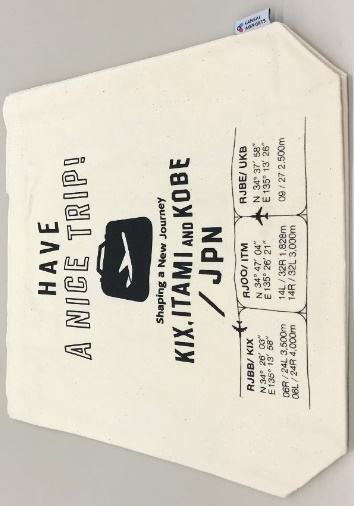 HAVE
A NICE TRIP!
Shaping a New Journey
KIX, ITAMI AND KOBE
/JPN
RJBB/ KIX
N 34° 26' 03"
E 135° 13' 58"
06R / 24L 3,500m
06L / 24R 4,000m
RJOO/ ITM
N 34° 47' 04"
E 135° 26' 21"
14L / 32R 1,828m
14R / 32L 3,000m
RJBE/ UKB
N 34° 37' 58"
E 135° 13' 26"
09 / 27 2,500m
KANSAI
AIRPORTS